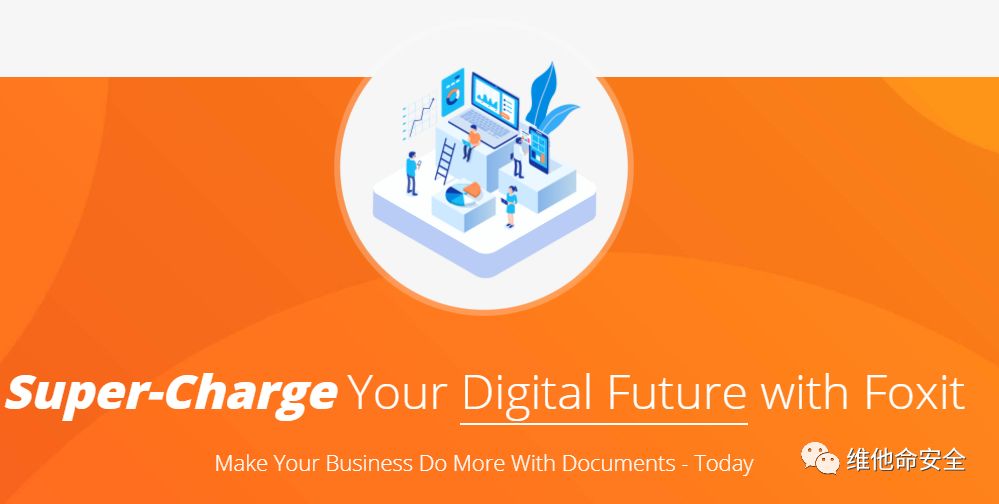 Super-Charge Your Digital Future with Foxit
Make Your Business Do More With Documents - Today
维他命安全